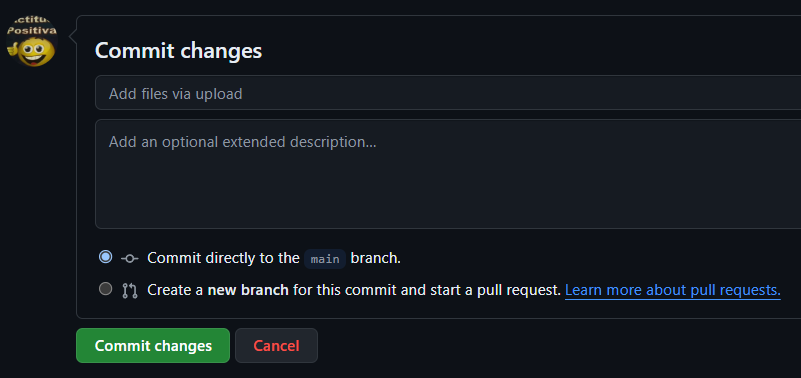 Actitud
Positiva
Commit changes
Add files via upload
Add an optional extended description...
Commit directly to the main branch.
Create a new branch for this commit and start a pull request. Learn more about pull requests.
Commit changes
Cancel